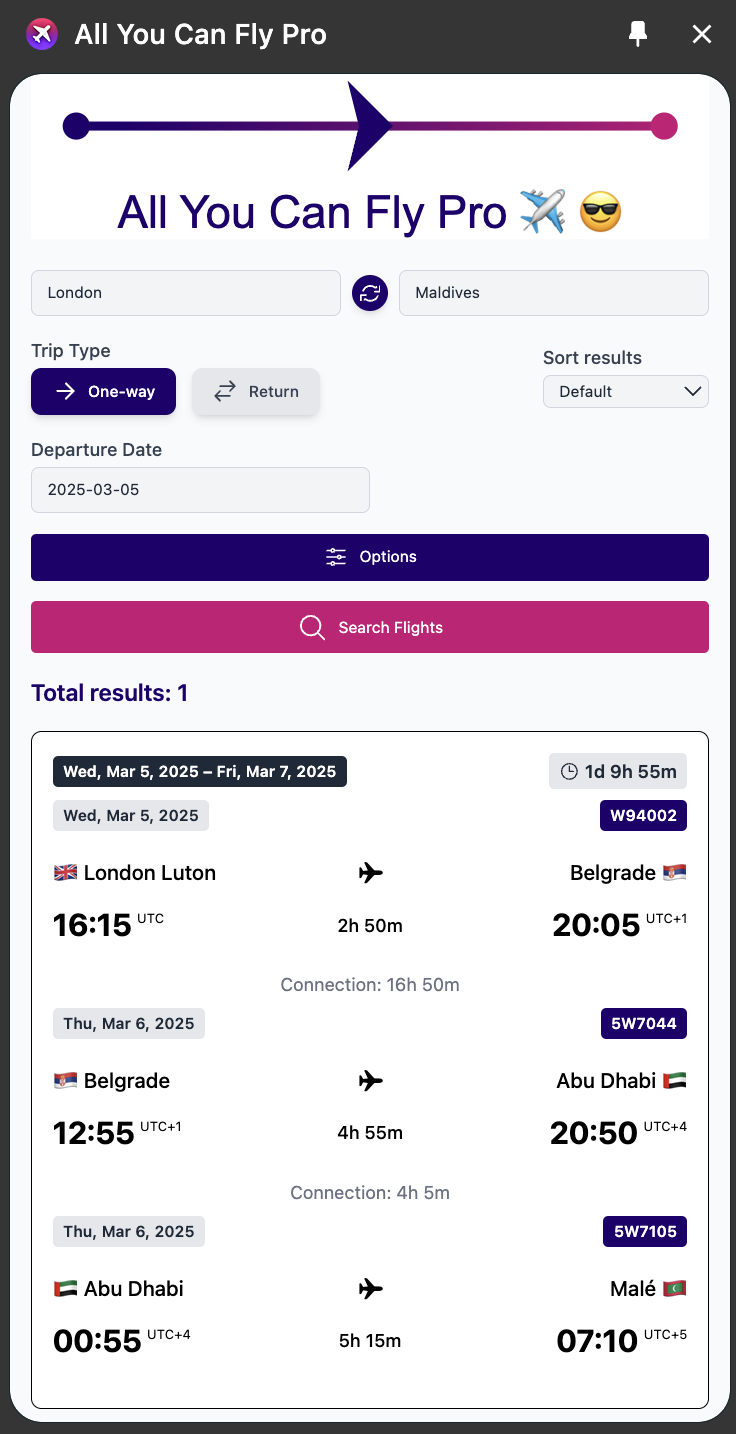 All You Can Fly Pro
All You Can Fly Pro ✈️ 😎
London Maldives
Trip Type
Sort results
One-way Return Default
Departure Date
2025-03-05
Options
Search Flights
Total results: 1
Wed, Mar 5, 2025 – Fri, Mar 7, 2025 1d 9h 55m
Wed, Mar 5, 2025 W94002
🇬🇧 London Luton Belgrade 🇷🇸
16:15 UTC 2h 50m 20:05 UTC+1
Connection: 16h 50m
Thu, Mar 6, 2025 5W7044
🇷🇸 Belgrade Abu Dhabi 🇦🇪
12:55 UTC+1 4h 55m 20:50 UTC+4
Connection: 4h 5m
Thu, Mar 6, 2025 5W7105
🇦🇪 Abu Dhabi Malé 🇲🇻
00:55 UTC+4 5h 15m 07:10 UTC+5